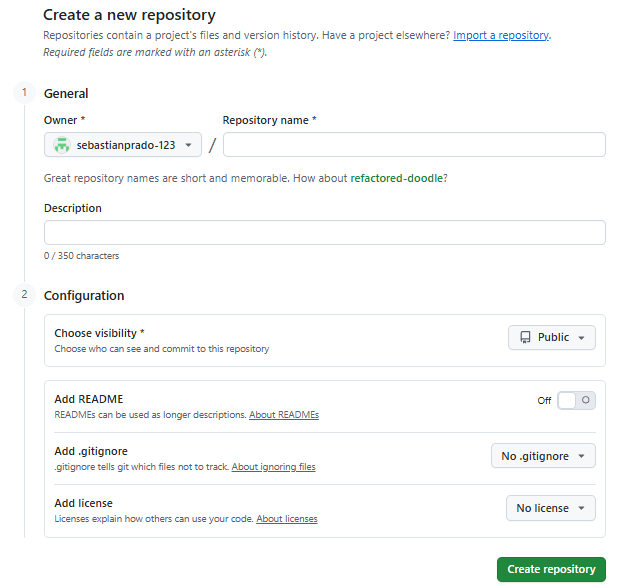 Create a new repository
Repositories contain a project's files and version history. Have a project elsewhere? Import a repository.
Required fields are marked with an asterisk (*).
1 General
Owner * Repository name *
sebastianprado-123 /
Great repository names are short and memorable. How about refactored-doodle?
Description
0 / 350 characters
2 Configuration
Choose visibility *
Choose who can see and commit to this repository
Public
Add README
READMEs can be used as longer descriptions. About READMEs
Off
Add .gitignore
.gitignore tells git which files not to track. About ignoring files
No .gitignore
Add license
Licenses explain how others can use your code. About licenses
No license
Create repository